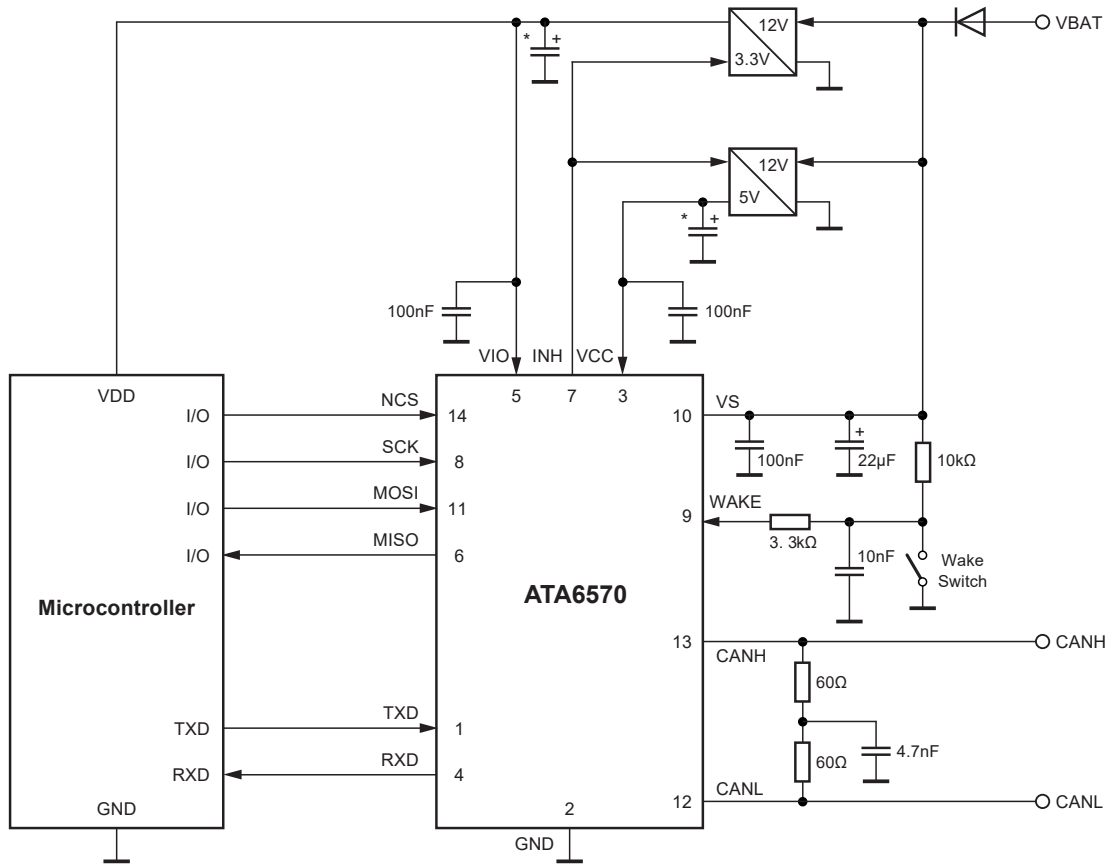 12V
VBAT
* +
3.3V
12V
5V
* +
100nF
100nF
VIO
INH
VCC
VDD
5
7
3
I/O
NCS
14
10
VS
+
I/O
SCK
8
100nF
22µF
10kΩ
I/O
MOSI
11
WAKE
9
I/O
MISO
6
3. 3kΩ
10nF
Wake
Switch
Microcontroller
ATA6570
13
CANH
CANH
60Ω
TXD
TXD
1
4.7nF
60Ω
RXD
RXD
4
CANL
12
CANL
GND
2
GND